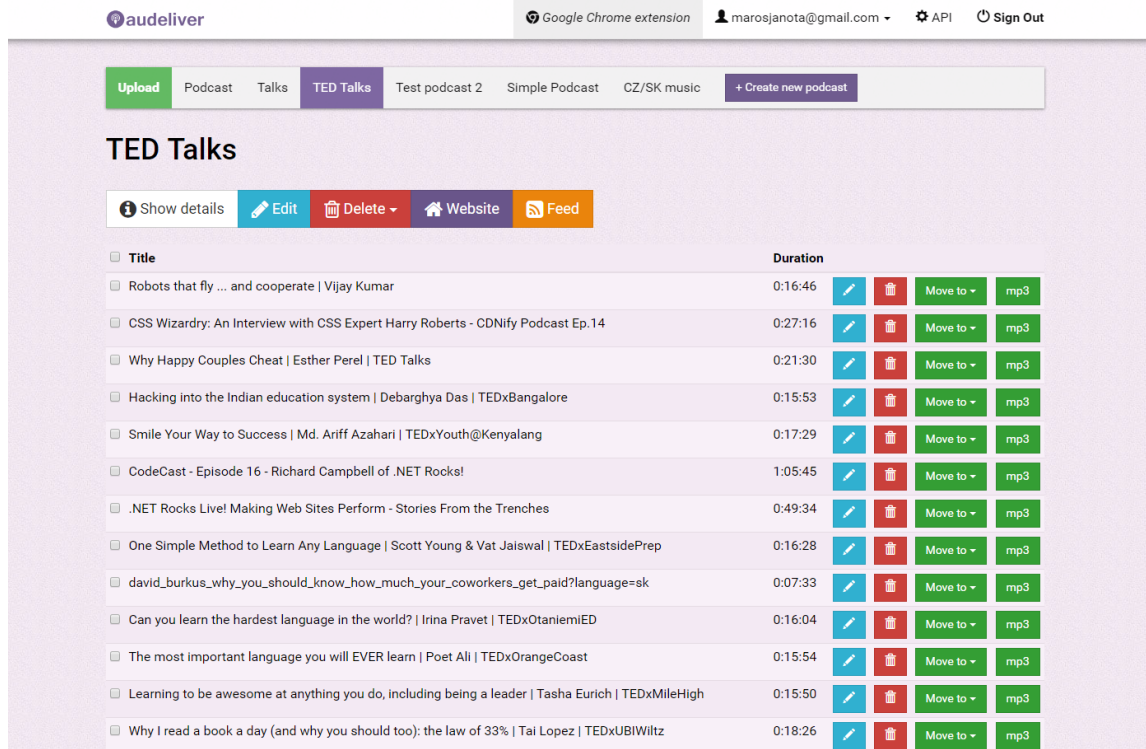 audeliver Google Chrome extension marosjanota@gmail.com API Sign Out
Upload Podcast Talks TED Talks Test podcast 2 Simple Podcast CZ/SK music + Create new podcast
TED Talks
Show details Edit Delete Website Feed
Title Duration
Robots that fly ... and cooperate | Vijay Kumar 0:16:46 Move to mp3
CSS Wizardry: An Interview with CSS Expert Harry Roberts - CDNify Podcast Ep.14 0:27:16 Move to mp3
Why Happy Couples Cheat | Esther Perel | TED Talks 0:21:30 Move to mp3
Hacking into the Indian education system | Debarghya Das | TEDxBangalore 0:15:53 Move to mp3
Smile Your Way to Success | Md. Ariff Azahari | TEDxYouth@Kenyalang 0:17:29 Move to mp3
CodeCast - Episode 16 - Richard Campbell of .NET Rocks! 1:05:45 Move to mp3
.NET Rocks Live! Making Web Sites Perform - Stories From the Trenches 0:49:34 Move to mp3
One Simple Method to Learn Any Language | Scott Young & Vat Jaiswal | TEDxEastsidePrep 0:16:28 Move to mp3
david_burkus_why_you_should_know_how_much_your_coworkers_get_paid?language=sk 0:07:33 Move to mp3
Can you learn the hardest language in the world? | Irina Pravet | TEDxOtaniemiED 0:16:04 Move to mp3
The most important language you will EVER learn | Poet Ali | TEDxOrangeCoast 0:15:54 Move to mp3
Learning to be awesome at anything you do, including being a leader | Tasha Eurich | TEDxMileHigh 0:15:50 Move to mp3
Why I read a book a day (and why you should too): the law of 33% | Tai Lopez | TEDxUBIWiltz 0:18:26 Move to mp3